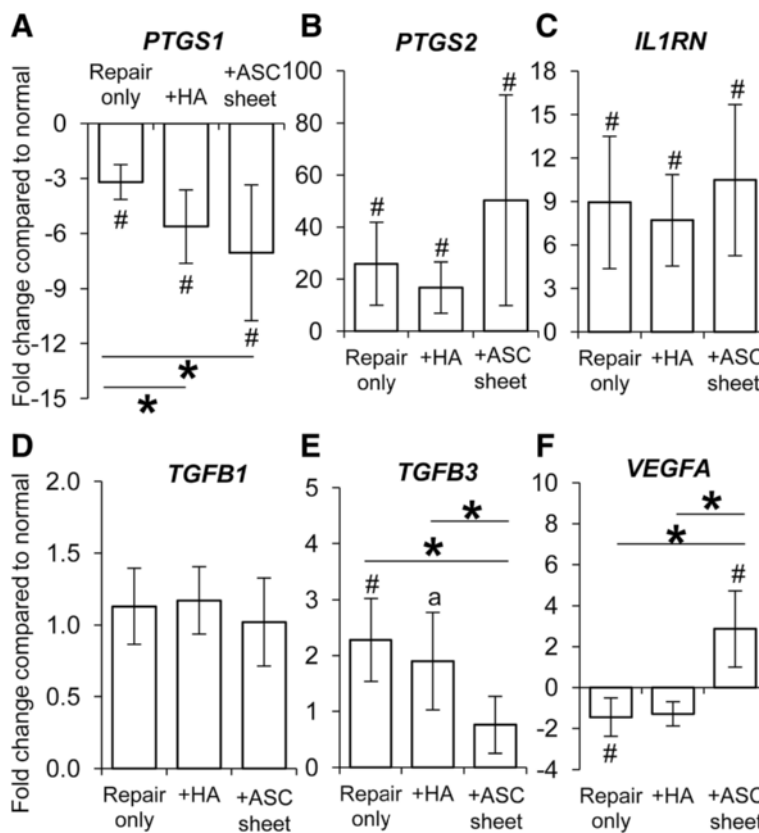 A
PTGS1
Repair only
+HA
+ASC sheet
Fold change compared to normal
0
-3
-6
-9
-12
-15
#
#
#
*
*
B
PTGS2
100
80
60
40
20
0
#
#
#
Repair only
+HA
+ASC sheet
C
IL1RN
18
15
12
9
6
3
0
#
#
#
Repair only
+HA
+ASC sheet
D
TGFB1
Fold change compared to normal
2.0
1.5
1.0
0.5
0.0
Repair only
+HA
+ASC sheet
E
TGFB3
5
4
3
2
1
0
*
*
#
a
Repair only
+HA
+ASC sheet
F
VEGFA
10
8
6
4
2
0
-2
-4
*
*
#
#
Repair only
+HA
+ASC sheet